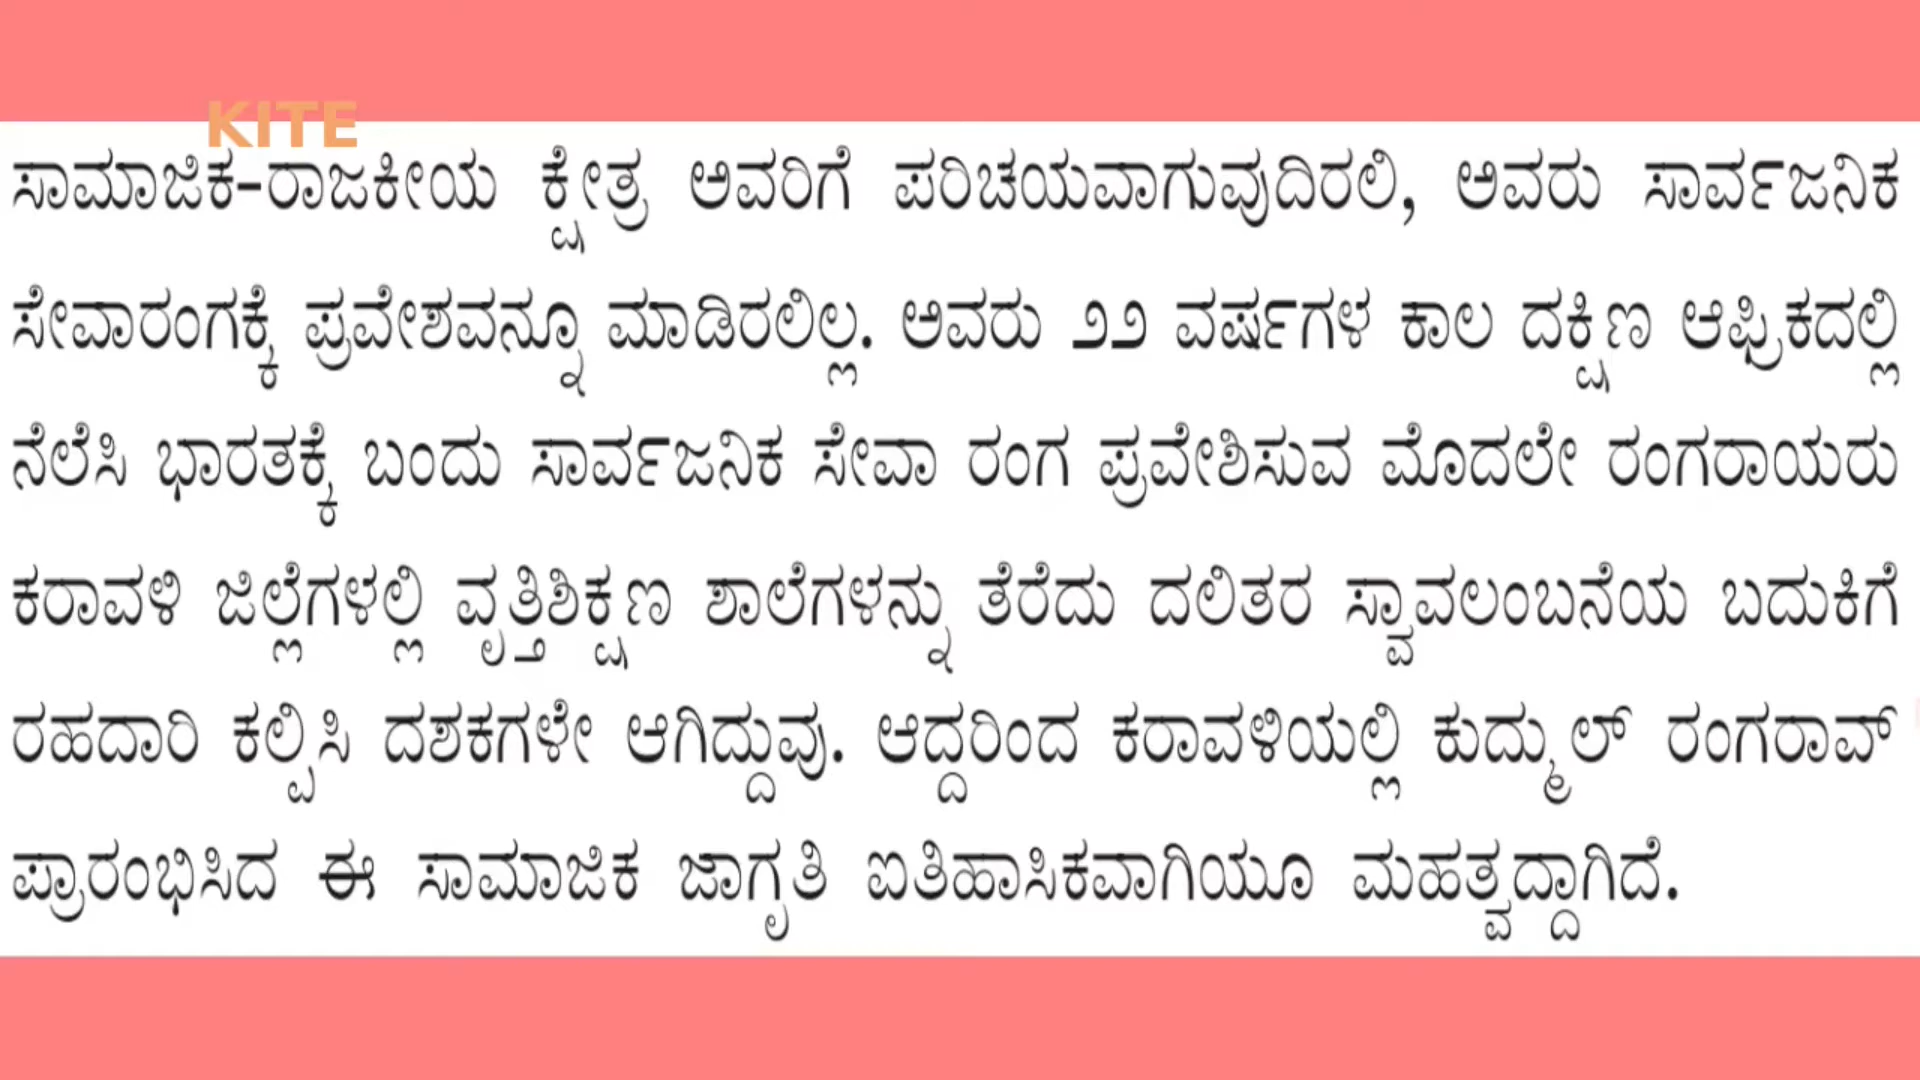 KITE
ಸಾಮಾಜಿಕ-ರಾಜಕೀಯ ಕ್ಷೇತ್ರ ಅವರಿಗೆ ಪರಿಚಯವಾಗುವುದಿರಲಿ, ಅವರು ಸಾರ್ವಜನಿಕ
ಸೇವಾರಂಗಕ್ಕೆ ಪ್ರವೇಶವನ್ನೂ ಮಾಡಿರಲಿಲ್ಲ. ಅವರು ೨೨ ವರ್ಷಗಳ ಕಾಲ ದಕ್ಷಿಣ ಆಫ್ರಿಕದಲ್ಲಿ
ನೆಲೆಸಿ ಭಾರತಕ್ಕೆ ಬಂದು ಸಾರ್ವಜನಿಕ ಸೇವಾ ರಂಗ ಪ್ರವೇಶಿಸುವ ಮೊದಲೇ ರಂಗರಾಯರು
ಕರಾವಳಿ ಜಿಲ್ಲೆಗಳಲ್ಲಿ ವೃತ್ತಿಶಿಕ್ಷಣ ಶಾಲೆಗಳನ್ನು ತೆರೆದು ದಲಿತರ ಸ್ವಾವಲಂಬನೆಯ ಬದುಕಿಗೆ
ರಹದಾರಿ ಕಲ್ಪಿಸಿ ದಶಕಗಳೇ ಆಗಿದ್ದುವು. ಆದ್ದರಿಂದ ಕರಾವಳಿಯಲ್ಲಿ ಕುದ್ಮುಲ್ ರಂಗರಾವ್
ಪ್ರಾರಂಭಿಸಿದ ಈ ಸಾಮಾಜಿಕ ಜಾಗೃತಿ ಐತಿಹಾಸಿಕವಾಗಿಯೂ ಮಹತ್ವದ್ದಾಗಿದೆ.